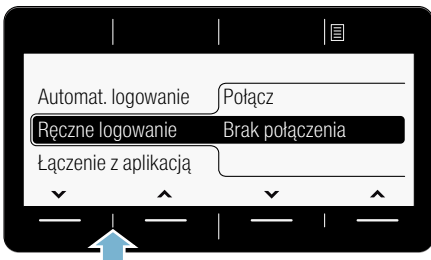 Automat. logowanie Połącz
Ręczne logowanie Brak połączenia
Łączenie z aplikacją